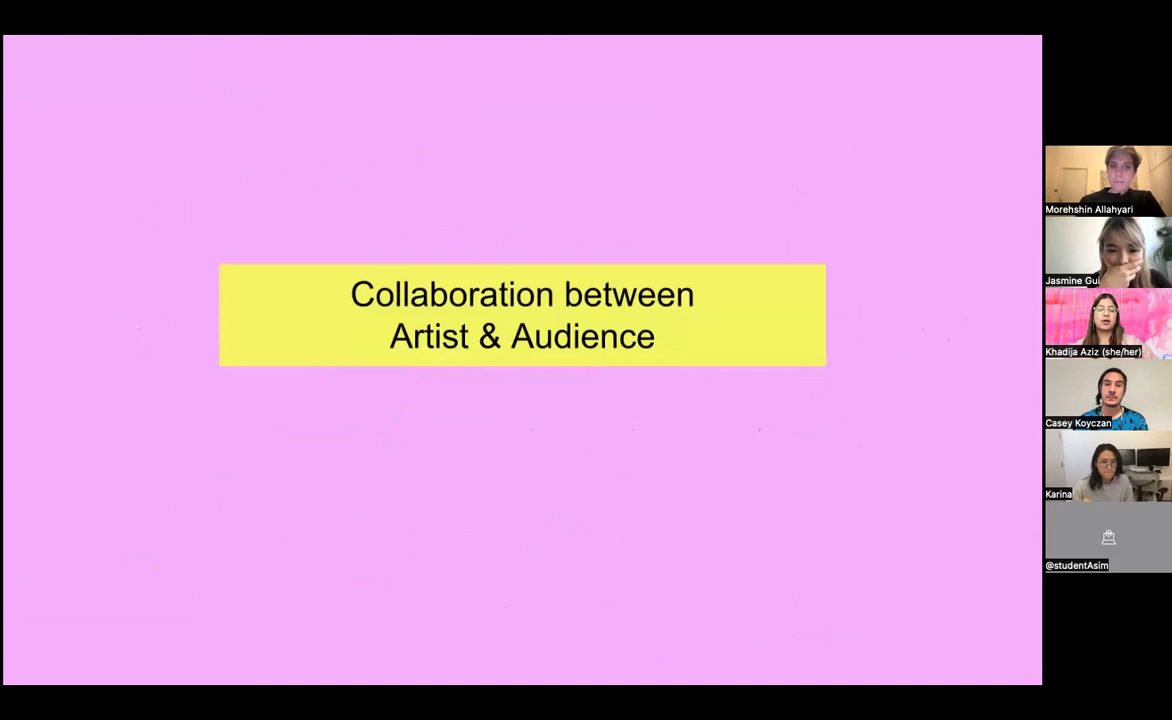 Collaboration between
Artist & Audience
Morehshin Allahyari
Jasmine Gui
Khadija Aziz (she/her)
Casey Koyczan
Karina
@studentAsim